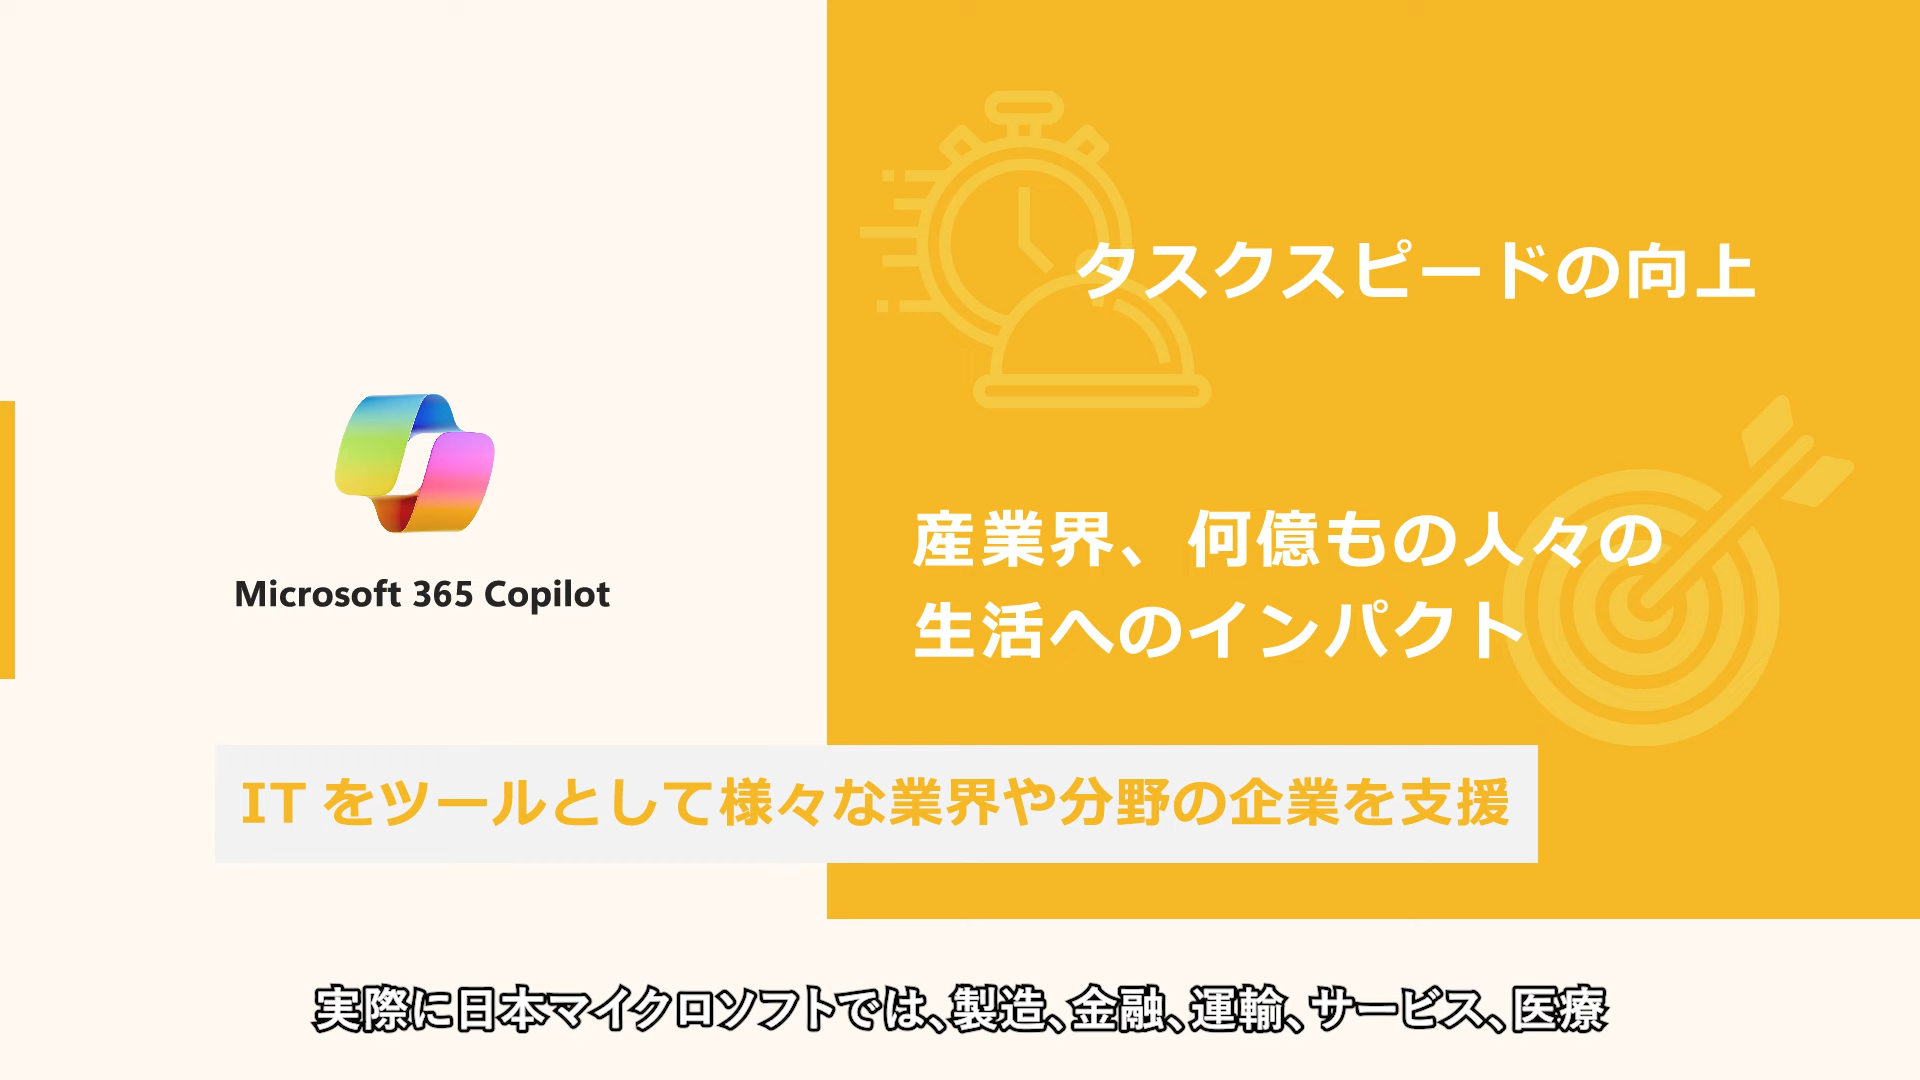 タスクスピードの向上
産業界、何億もの人々の
生活へのインパクト
Microsoft 365 Copilot
IT をツールとして様々な業界や分野の企業を支援
実際に日本マイクロソフトでは、製造、金融、運輸、サービス、医療